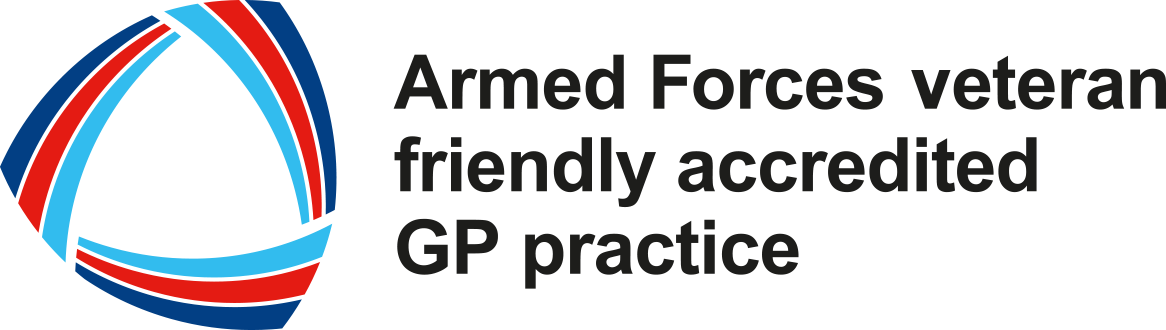 Armed Forces veteran
friendly accredited
GP practice